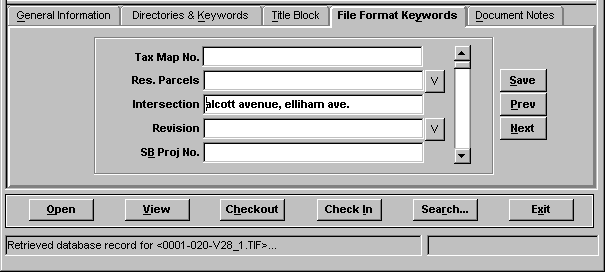 General Information Directories & Keywords Title Block File Format Keywords Document Notes
Tax Map No.
Res. Parcels V Save
Intersection alcott avenue, elliham ave. Prev
Revision V Next
SB Proj No.
Open View Checkout Check In Search... Exit
Retrieved database record for <0001-020-V28_1.TIF>...